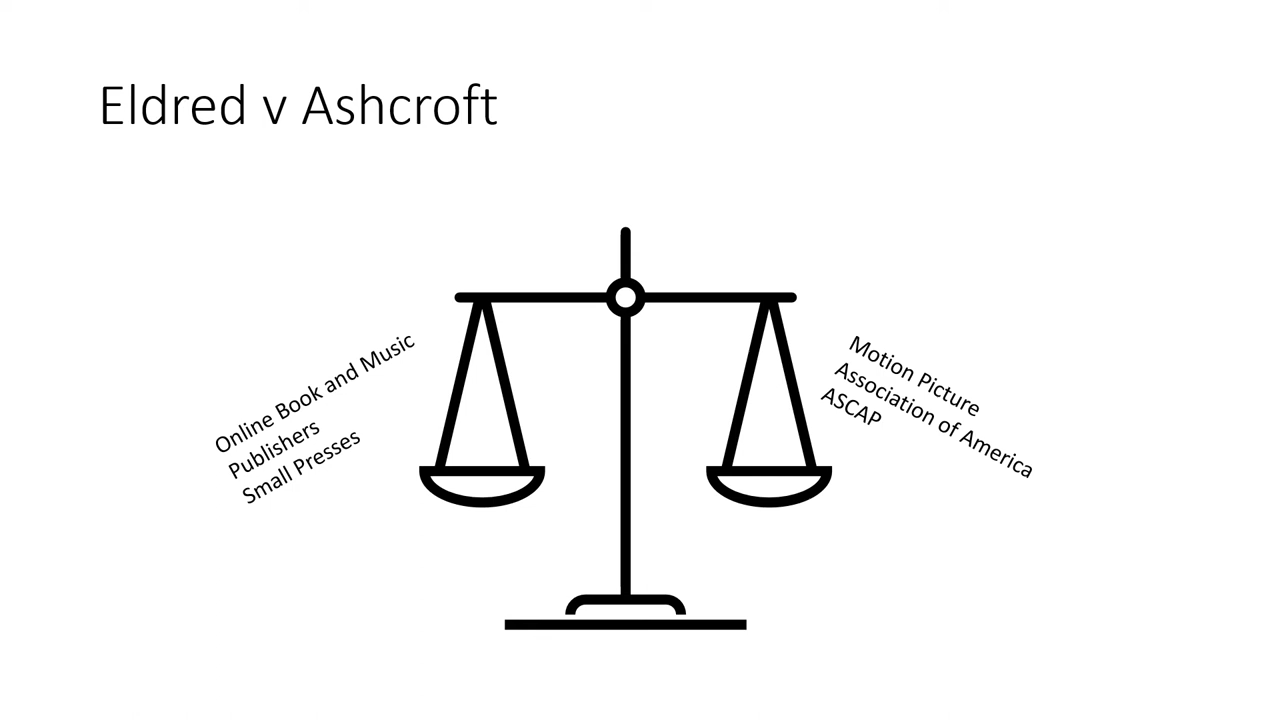 Eldred v Ashcroft
Online Book and Music
Publishers
Small Presses
Motion Picture
Association of America
ASCAP